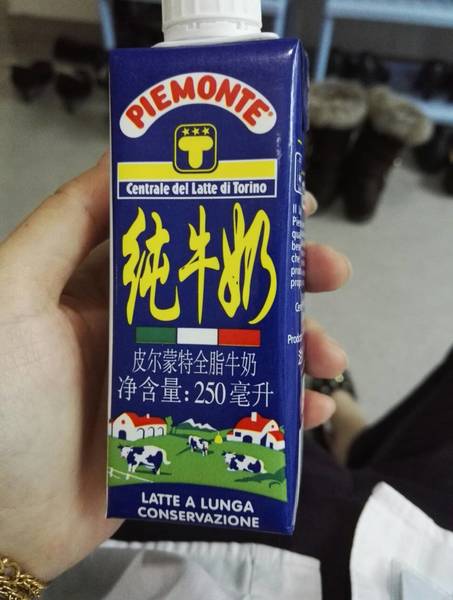 PIEMONTE
Centrale del Latte di Torino
纯牛奶
皮尔蒙特全脂牛奶
净含量:250毫升
LATTE A LUNGA
CONSERVAZIONE